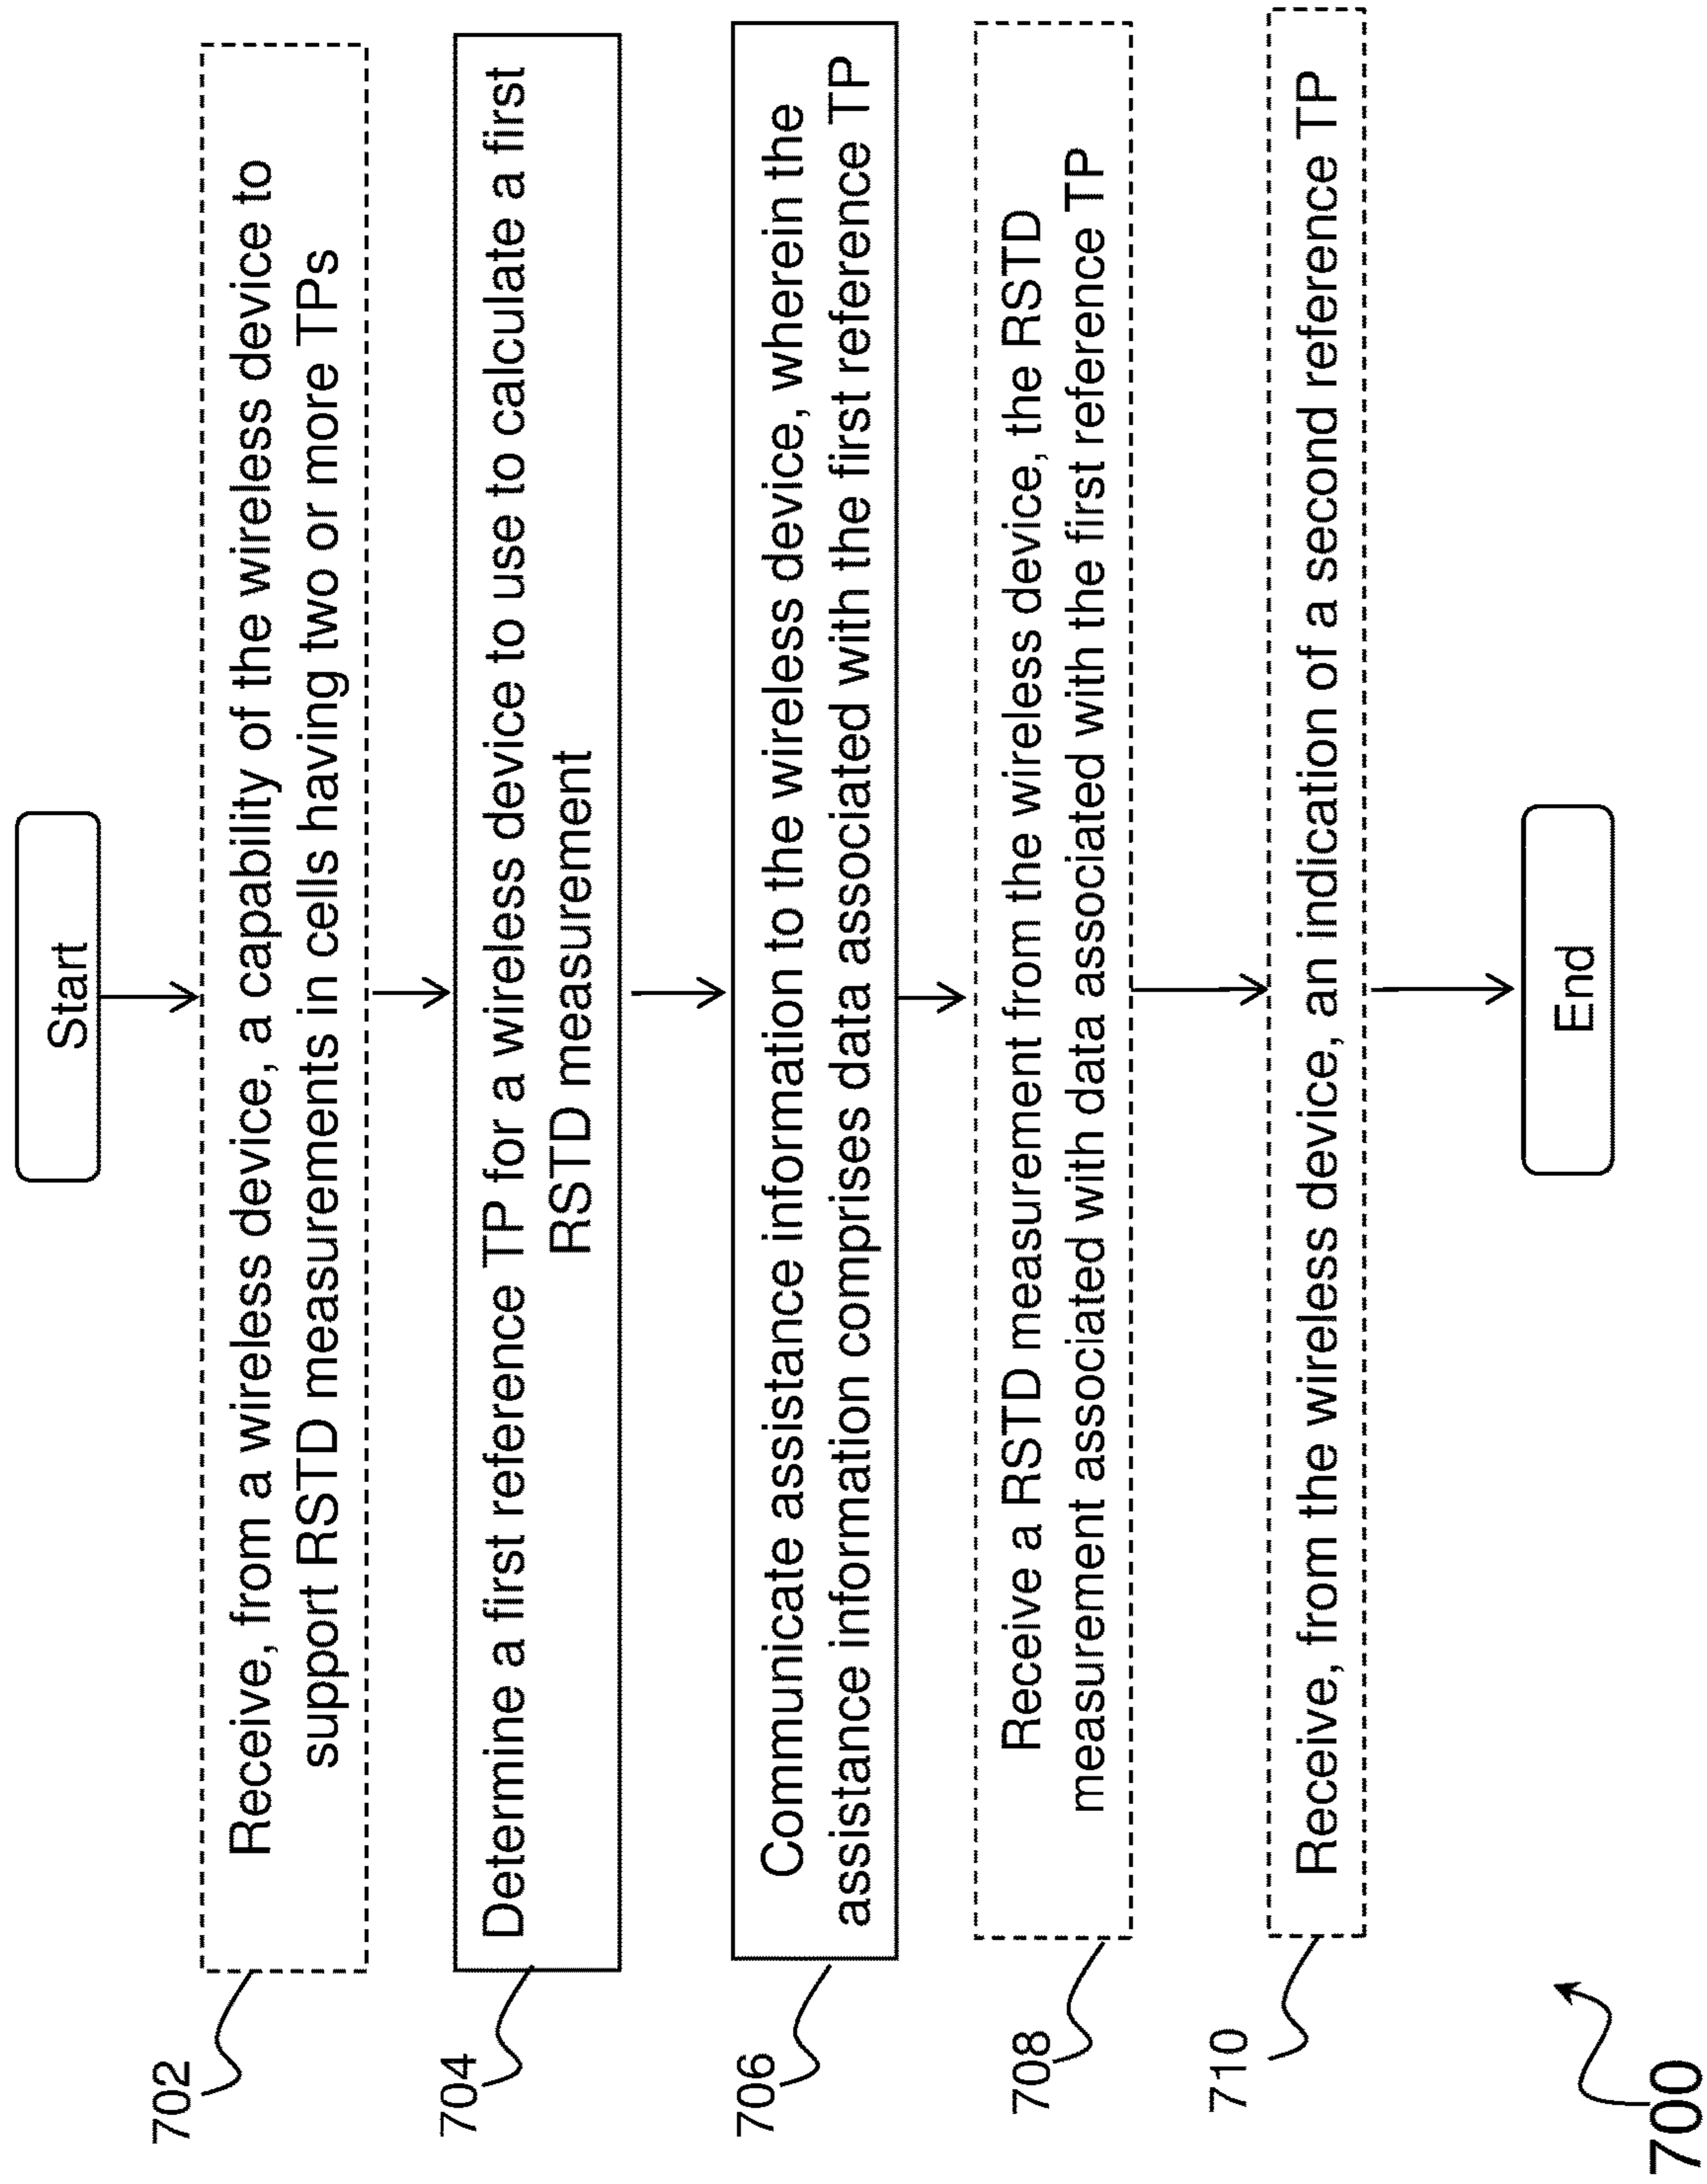 Start
702
Receive, from a wireless device, a capability of the wireless device to
support RSTD measurements in cells having two or more TPs
704
Determine a first reference TP for a wireless device to use to calculate a first
RSTD measurement
706
Communicate assistance information to the wireless device, wherein the
assistance information comprises data associated with the first reference TP
708
Receive a RSTD measurement from the wireless device, the RSTD
measurement associated with data associated with the first reference TP
710
Receive, from the wireless device, an indication of a second reference TP
End
700